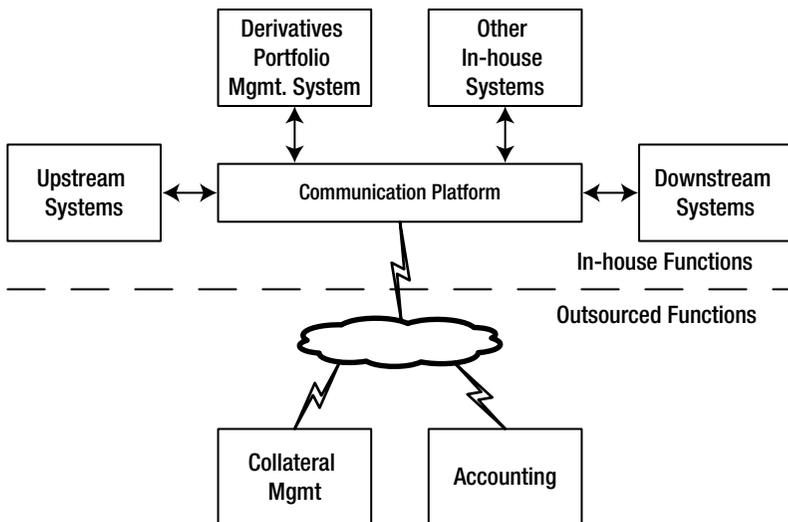 Derivatives
Portfolio
Mgmt. System
Other
In-house
Systems
Upstream
Systems
Communication Platform
Downstream
Systems
In-house Functions
Outsourced Functions
Collateral
Mgmt
Accounting